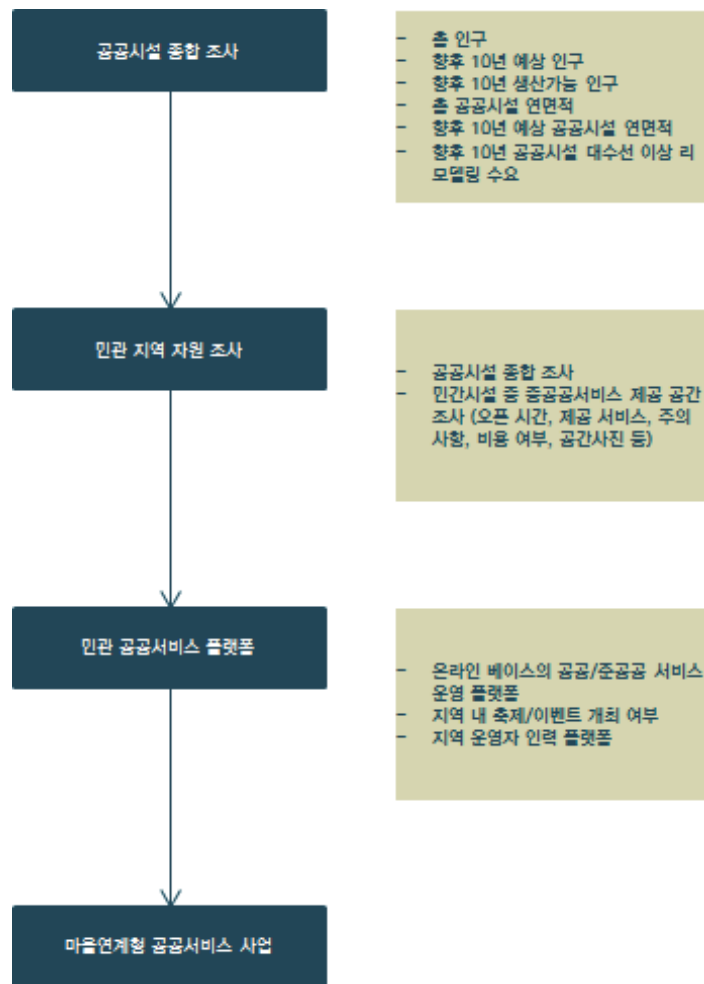 공공시설 종합 조사
- 총 인구
- 향후 10년 예상 인구
- 향후 10년 생산가능 인구
- 총 공공시설 연면적
- 향후 10년 예상 공공시설 연면적
- 향후 10년 공공시설 대수선 이상 리
모델링 수요
민관 지역 자원 조사
- 공공시설 종합 조사
- 민간시설 중 중공공서비스 제공 공간
조사 (오픈 시간, 제공 서비스, 주의
사항, 비용 여부, 공간사진 등)
민관 공공서비스 플랫폼
- 온라인 베이스의 공공/준공공 서비스
운영 플랫폼
- 지역 내 축제/이벤트 개최 여부
- 지역 운영자 인력 플랫폼
마을연계형 공공서비스 사업